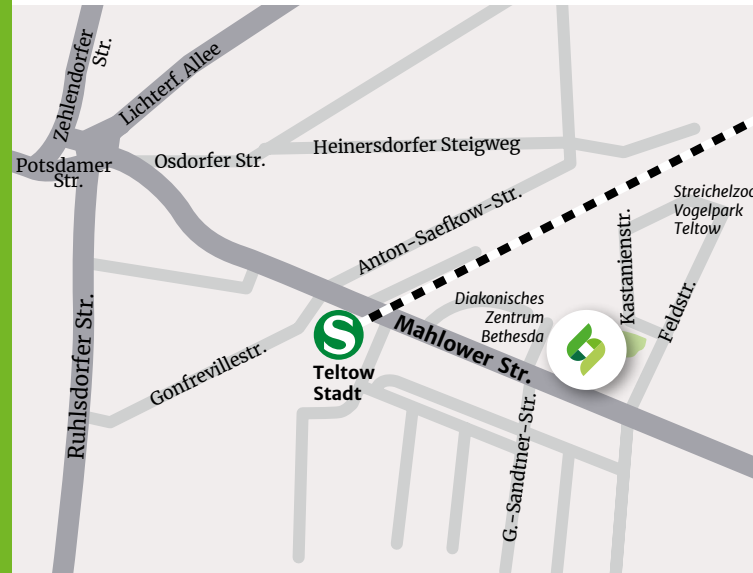 Zehlendorfer
Str.
Lichterf. Allee
Potsdamer
Str.
Osdorfer Str.
Heinersdorfer Steigweg
Anton-Saefkow-Str.
Streichelzoo
Vogelpark
Teltow
Kastanienstr.
Feldstr.
Diakonisches
Zentrum
Bethesda
Mahlower Str.
S
Teltow
Stadt
Gonfrevillestr.
Ruhlsdorfer Str.
G.-Sandtner-Str.